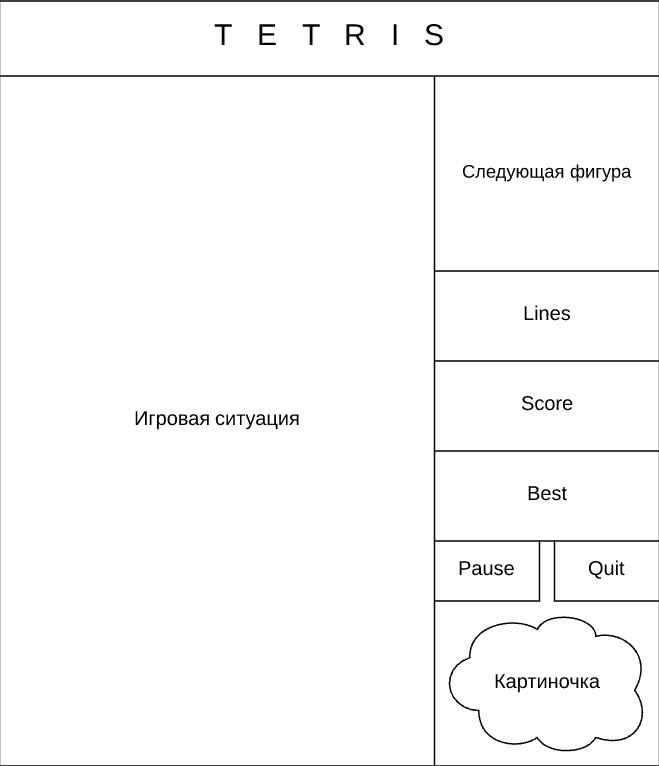 T E T R I S
Следующая фигура
Lines
Score
Игровая ситуация
Best
Pause
Quit
Картиночка